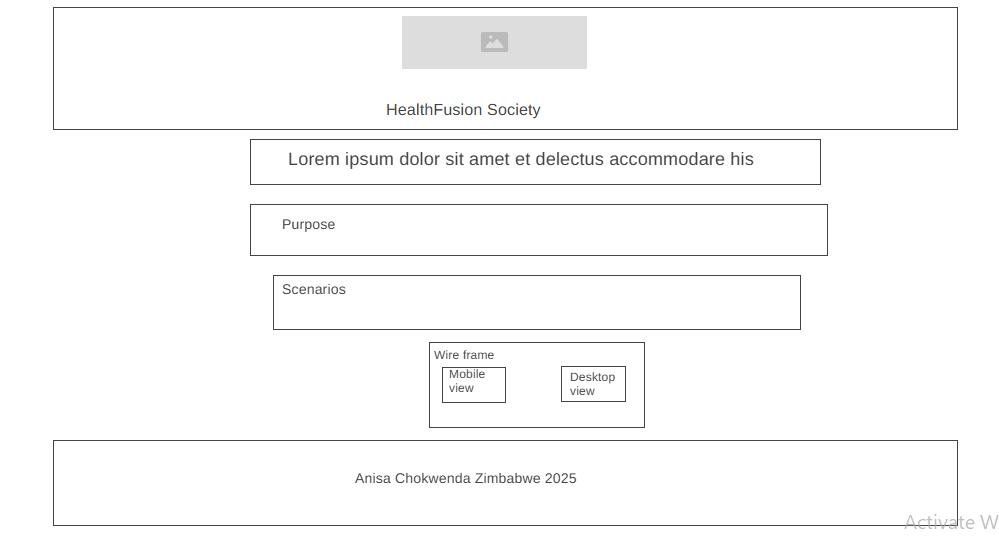 HealthFusion Society
Lorem ipsum dolor sit amet et delectus accommodare his
Purpose
Scenarios
Wire frame
Mobile
view
Desktop
view
Anisa Chokwenda Zimbabwe 2025
Activate W